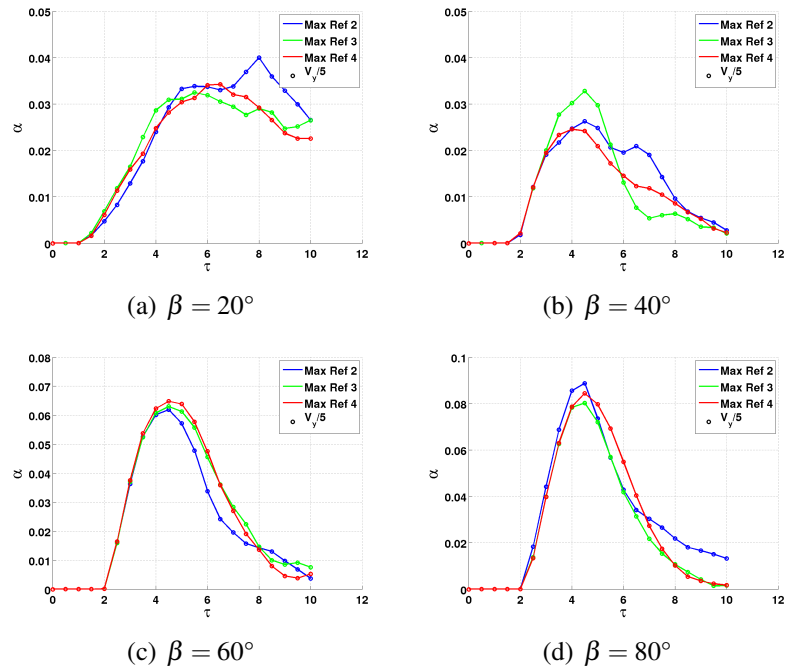 0.05
0.04
0.03
0.02
0.01
0
α
0 2 4 6 8 10 12
τ
Max Ref 2
Max Ref 3
Max Ref 4
V_y/5
(a) β = 20°
0.05
0.04
0.03
0.02
0.01
0
α
0 2 4 6 8 10 12
τ
Max Ref 2
Max Ref 3
Max Ref 4
V_y/5
(b) β = 40°
0.08
0.07
0.06
0.05
0.04
0.03
0.02
0.01
0
α
0 2 4 6 8 10 12
τ
Max Ref 2
Max Ref 3
Max Ref 4
V_y/5
(c) β = 60°
0.1
0.08
0.06
0.04
0.02
0
α
0 2 4 6 8 10 12
τ
Max Ref 2
Max Ref 3
Max Ref 4
V_y/5
(d) β = 80°